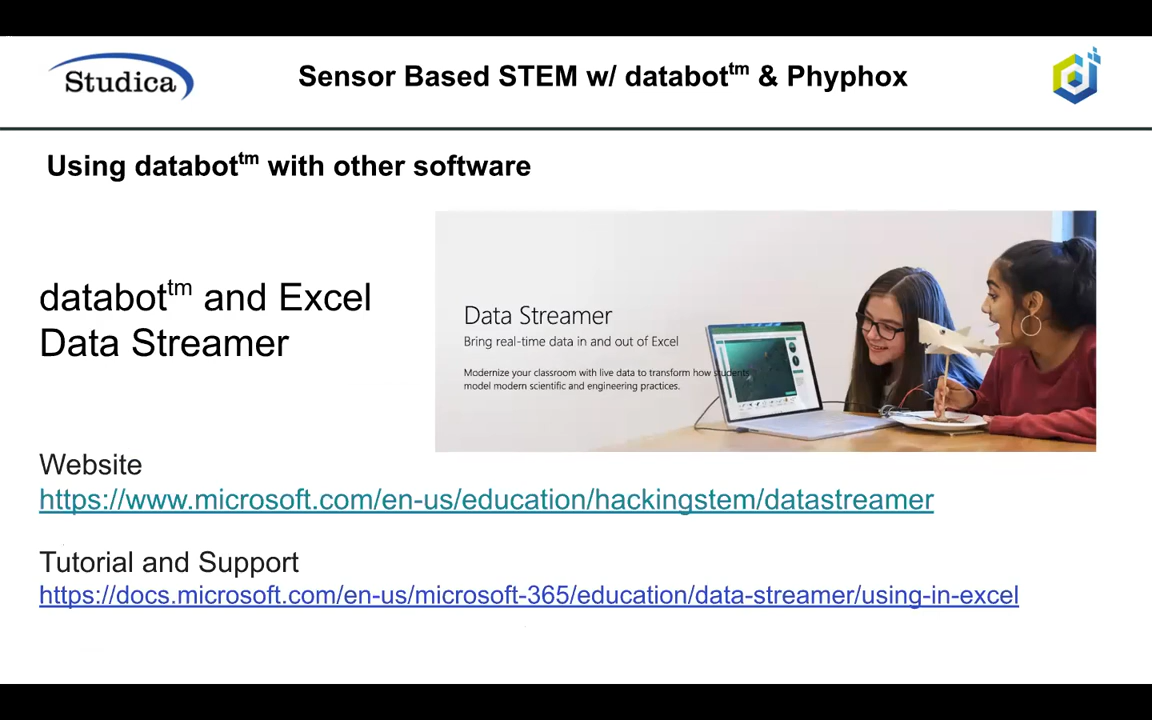 Studica
Sensor Based STEM w/ databot™ & Phyphox
Using databot™ with other software
databot™ and Excel
Data Streamer
Data Streamer
Bring real-time data in and out of Excel
Modernize your classroom with live data to transform how students
model modern scientific and engineering practices.
Website
https://www.microsoft.com/en-us/education/hackingstem/datastreamer
Tutorial and Support
https://docs.microsoft.com/en-us/microsoft-365/education/data-streamer/using-in-excel